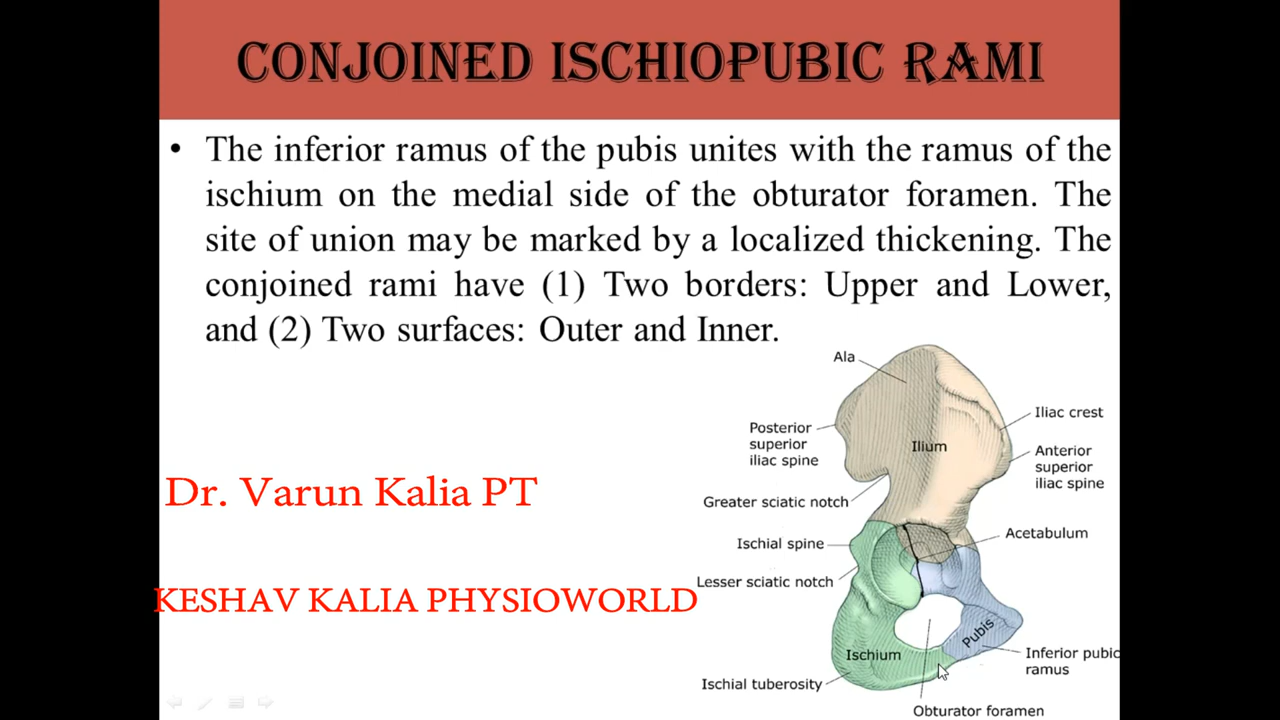 CONJOINED ISCHIOPUBIC RAMI
• The inferior ramus of the pubis unites with the ramus of the
ischium on the medial side of the obturator foramen. The
site of union may be marked by a localized thickening. The
conjoined rami have (1) Two borders: Upper and Lower,
and (2) Two surfaces: Outer and Inner.
Ala
Iliac crest
Posterior
superior
iliac spine
Ilium
Anterior
superior
iliac spine
Dr. Varun Kalia PT
Greater sciatic notch
Acetabulum
Ischial spine
Lesser sciatic notch
KESHAV KALIA PHYSIOWORLD
Pubis
Ischium
Inferior pubic
ramus
Ischial tuberosity
Obturator foramen